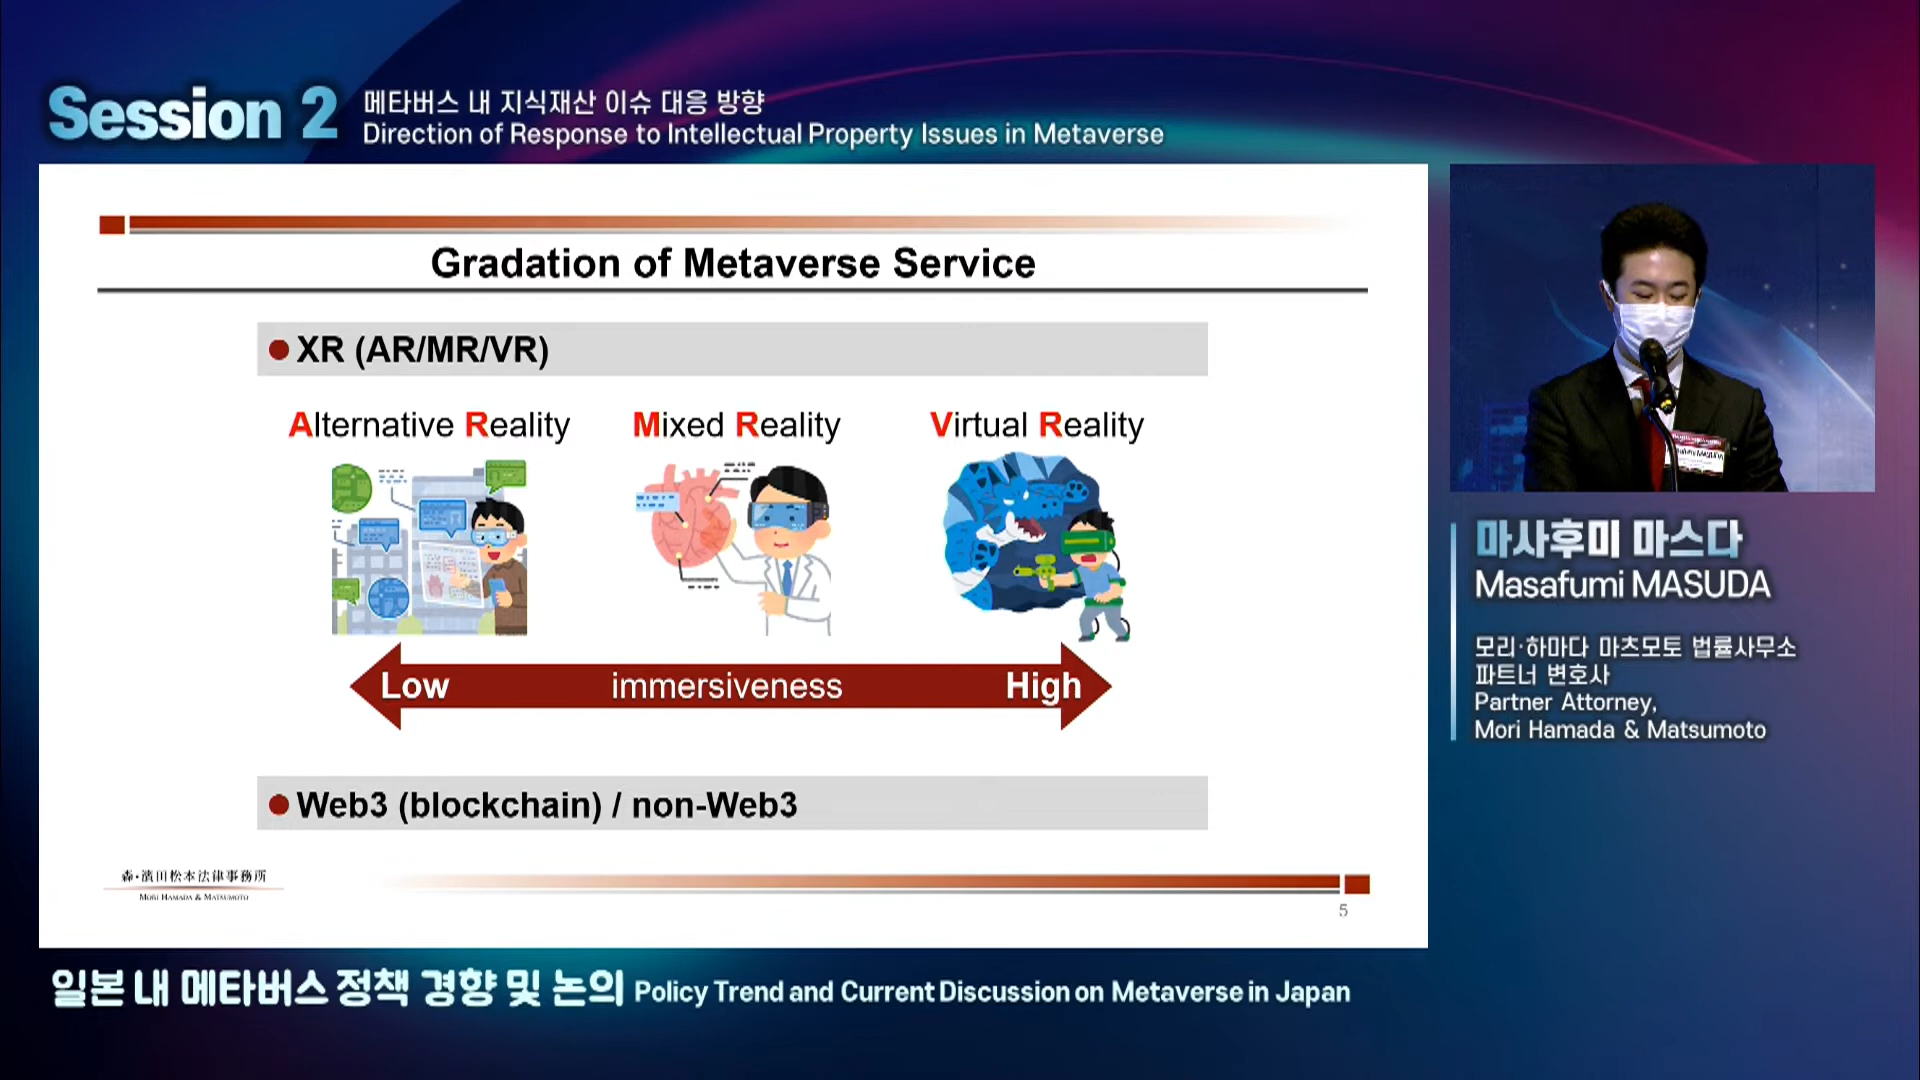 Session 2
메타버스 내 지식재산 이슈 대응 방향
Direction of Response to Intellectual Property Issues in Metaverse
Gradation of Metaverse Service
XR (AR/MR/VR)
Alternative Reality
Mixed Reality
Virtual Reality
Low immersiveness High
Web3 (blockchain) / non-Web3
森・濱田松本法律事務所
MORI HAMADA & MATSUMOTO
5
마사후미 마스다
Masafumi MASUDA
모리·하마다 마츠모토 법률사무소
파트너 변호사
Partner Attorney,
Mori Hamada & Matsumoto
일본 내 메타버스 정책 경향 및 논의 Policy Trend and Current Discussion on Metaverse in Japan